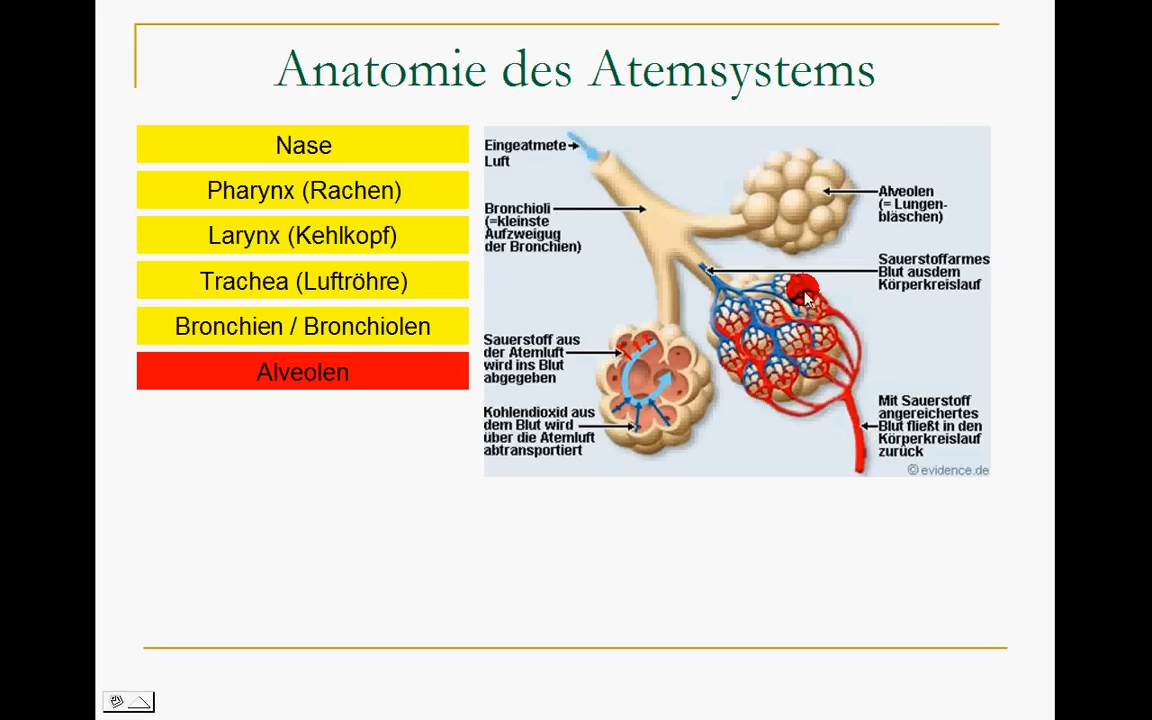 Anatomie des Atemsystems
Nase
Pharynx (Rachen)
Larynx (Kehlkopf)
Trachea (Luftröhre)
Bronchien / Bronchiolen
Alveolen
Eingeatmete
Luft
Bronchioli
(=kleinste
Aufzweigug
der Bronchien)
Sauerstoff aus
der Atemluft
wird ins Blut
abgegeben
Kohlendioxid aus
dem Blut wird
über die Atemluft
abtransportiert
Alveolen
(= Lungen-
bläschen)
Sauerstoffarmes
Blut ausdem
Körperkreislauf
Mit Sauerstoff
angereichertes
Blut fließt in den
Körperkreislauf
zurück
© evidence.de